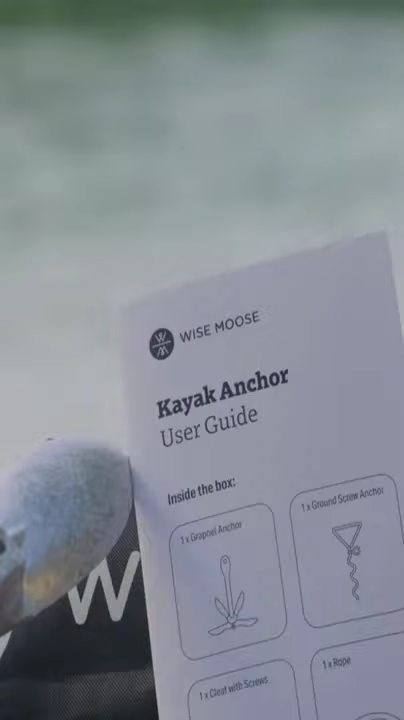 WISE MOOSE
Kayak Anchor
User Guide
Inside the box:
1 x Grapnel Anchor
1 x Ground Screw Anchor
1 x Cleat with Screws
1 x Rope
W